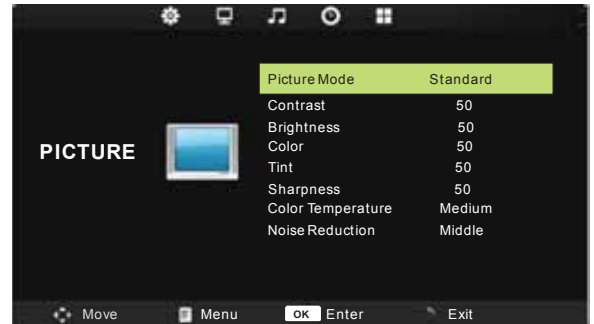 Picture Mode Standard
Contrast 50
Brightness 50
Color 50
PICTURE
Tint 50
Sharpness 50
Color Temperature Medium
Noise Reduction Middle
Move Menu OK Enter Exit